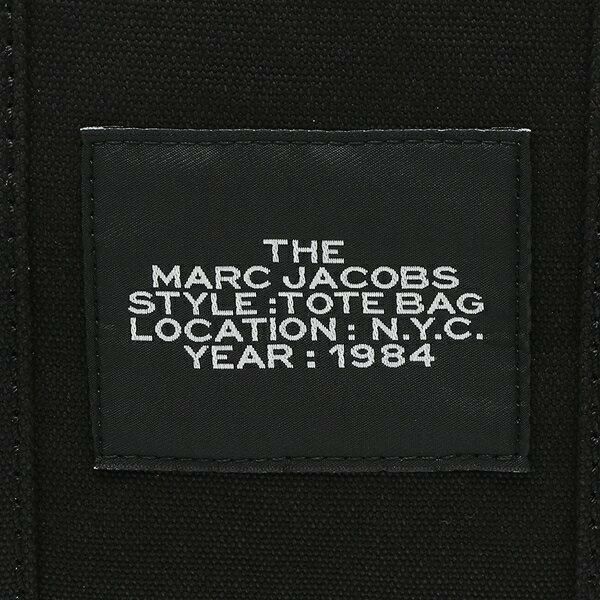 THE
MARC JACOBS
STYLE : TOTE BAG
LOCATION : N.Y.C.
YEAR : 1984